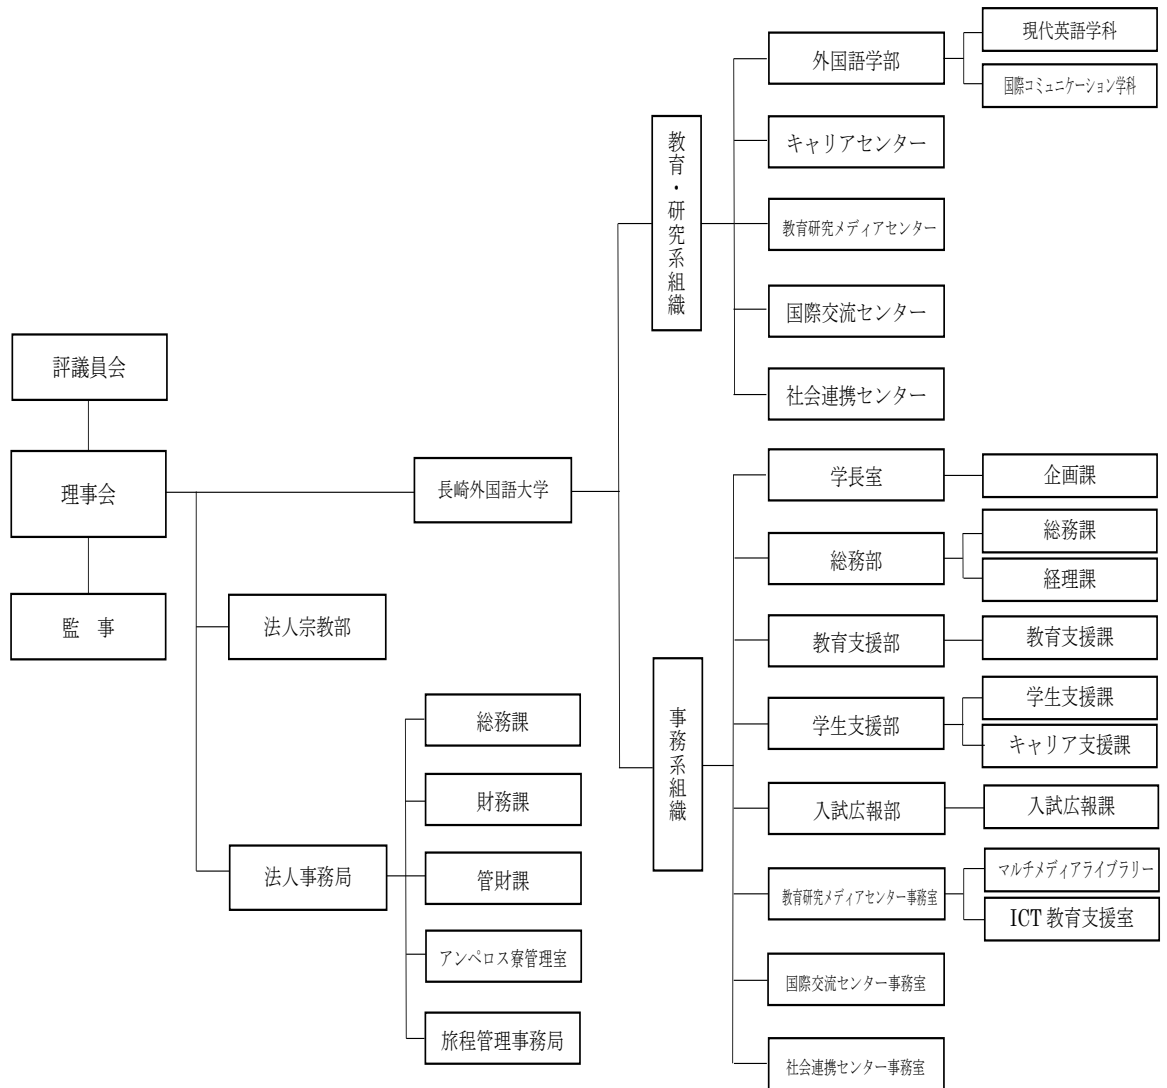 評議員会
理事会
監　事
長崎外国語大学
法人宗教部
法人事務局
総務課
財務課
管財課
アンペロス寮管理室
旅程管理事務局
教育・研究系組織
外国語学部
現代英語学科
国際コミュニケーション学科
キャリアセンター
教育研究メディアセンター
国際交流センター
社会連携センター
事務系組織
学長室
企画課
総務部
総務課
経理課
教育支援部
教育支援課
学生支援部
学生支援課
キャリア支援課
入試広報部
入試広報課
教育研究メディアセンター事務室
マルチメディアライブラリー
ICT 教育支援室
国際交流センター事務室
社会連携センター事務室